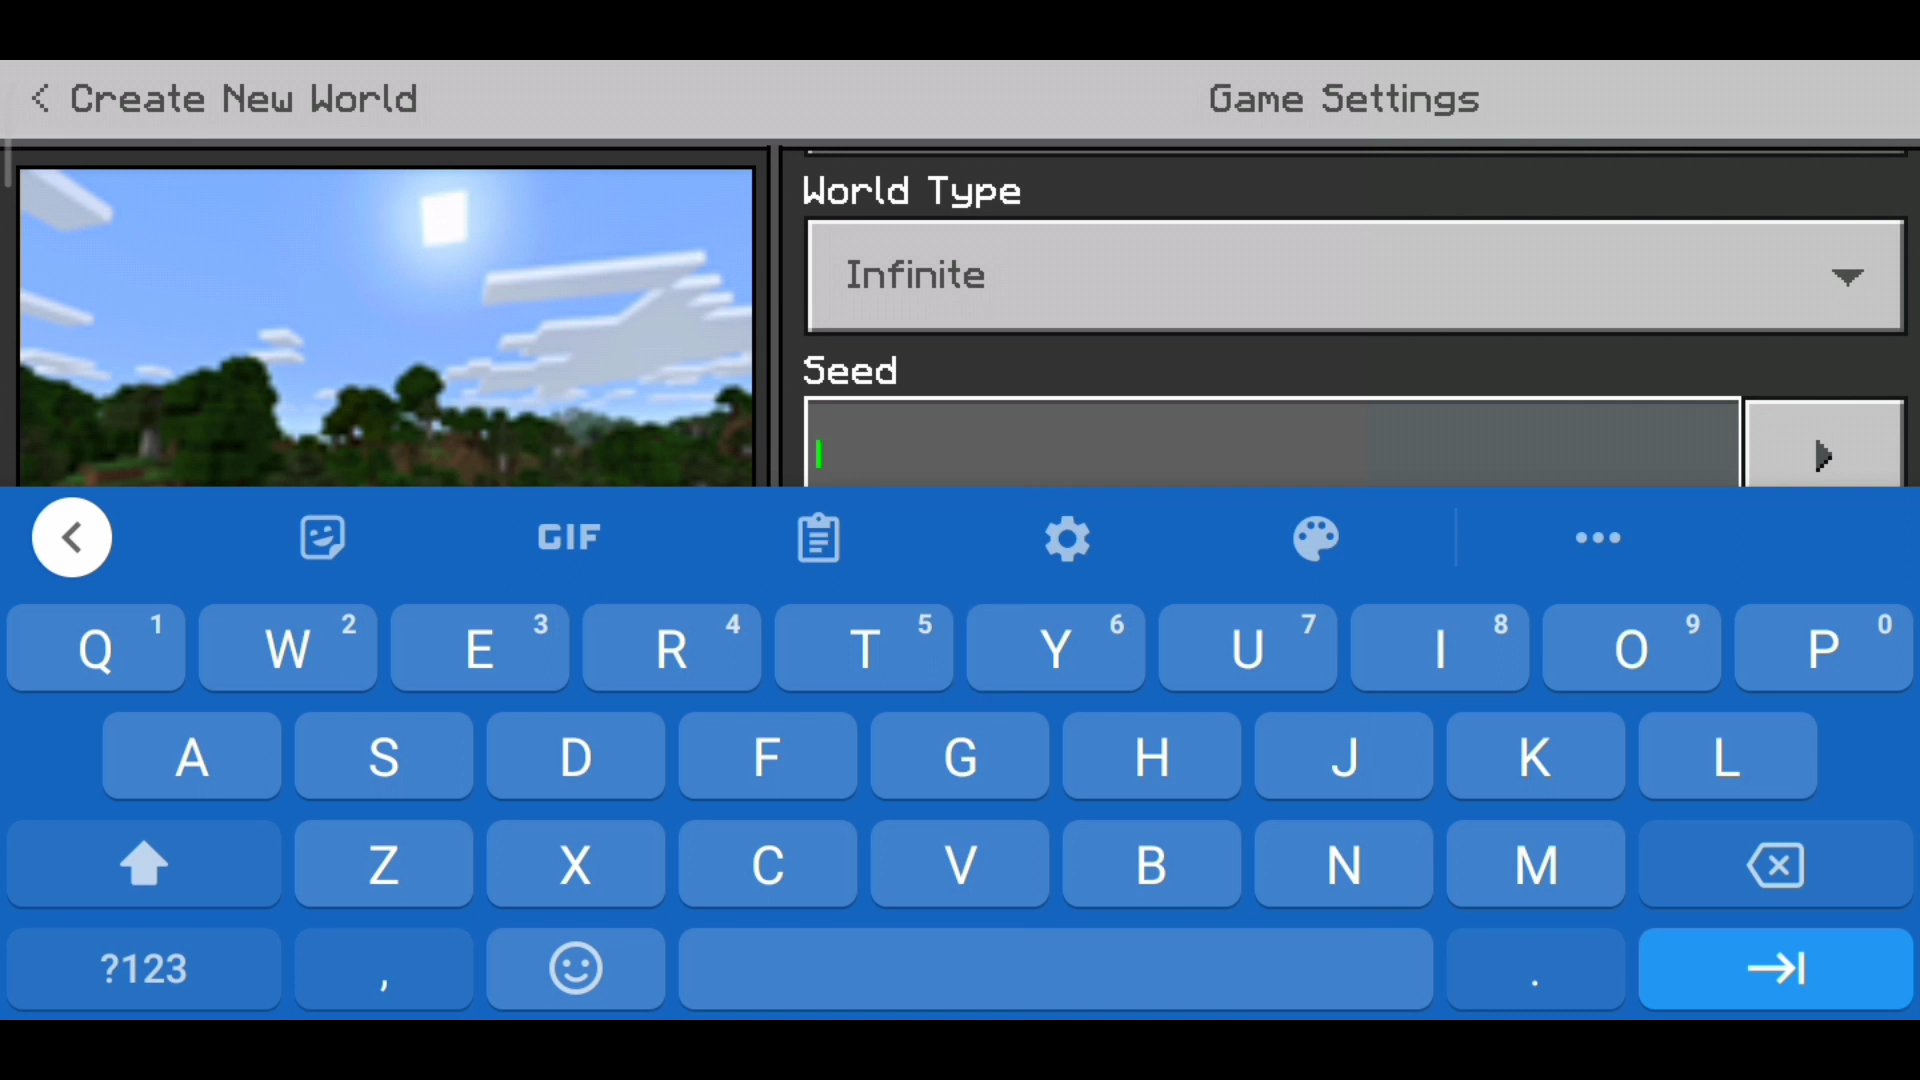 Create New World
Game Settings
World Type
Infinite
Seed
GIF
Q 1 W 2 E 3 R 4 T 5 Y 6 U 7 I 8 O 9 P 0
A S D F G H J K L
Z X C V B N M
?123 , .